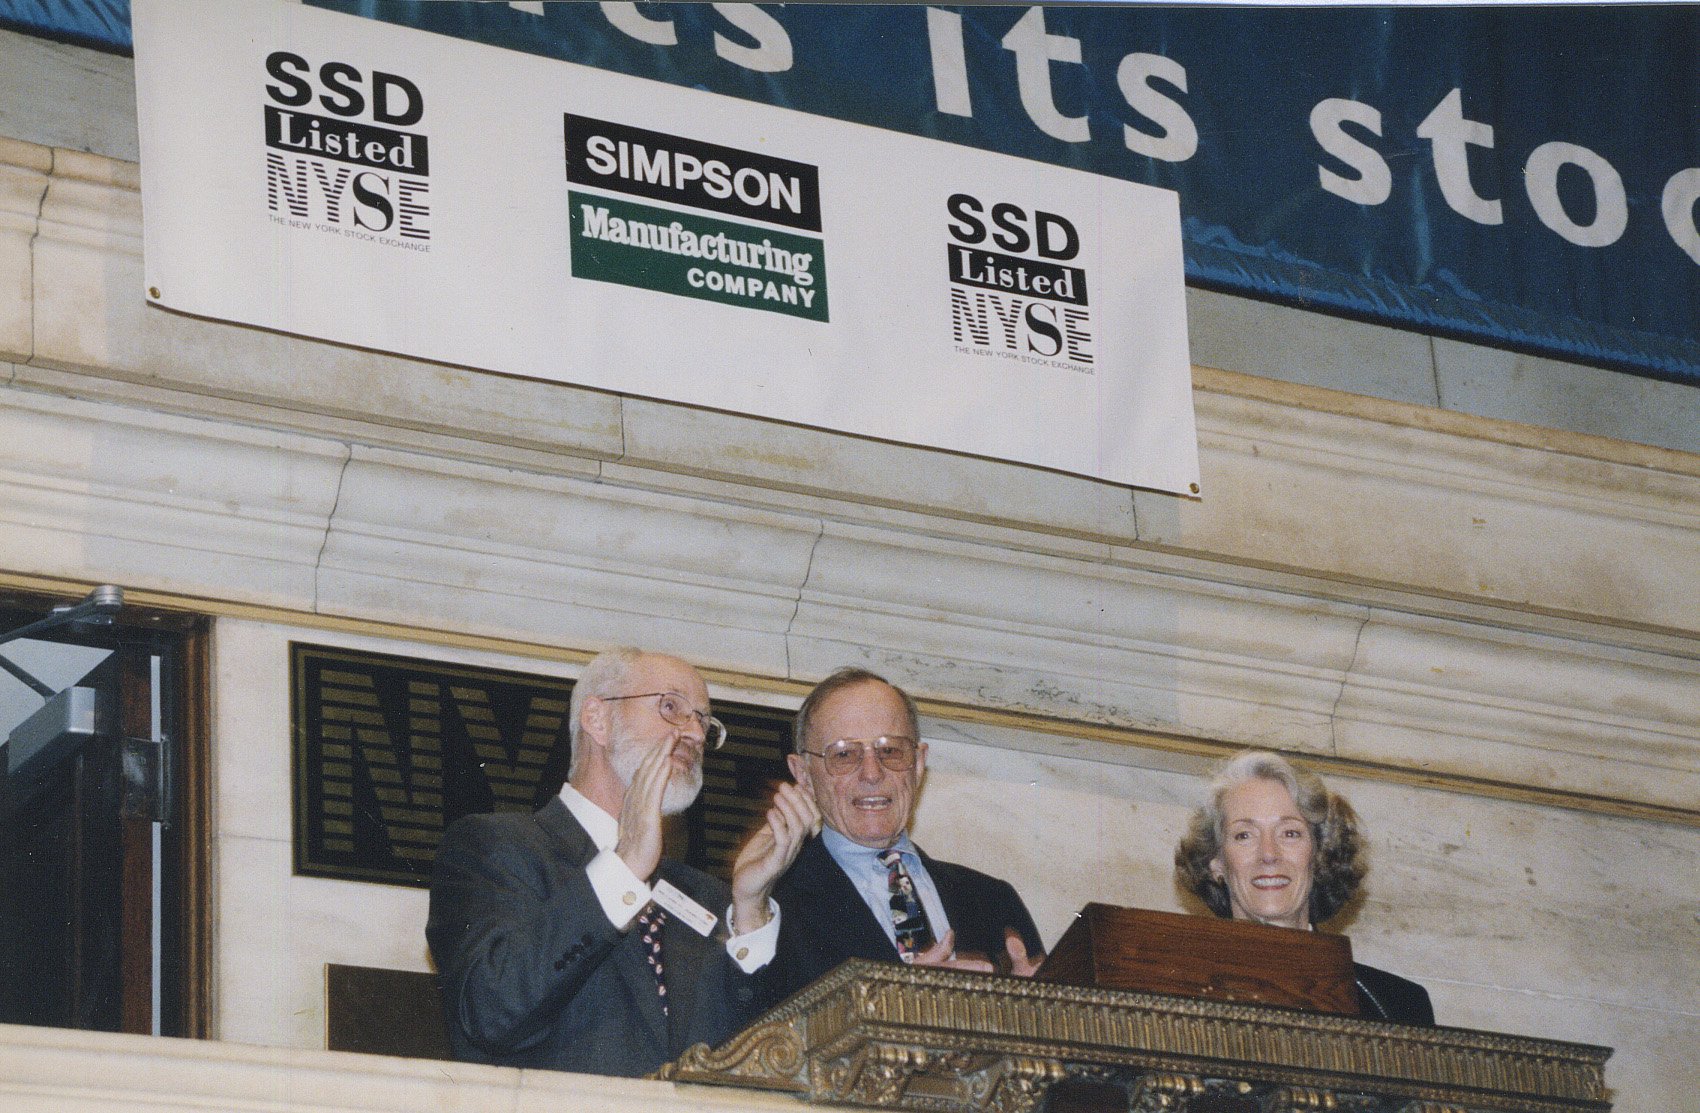 its stoc
SSD
Listed
NYSE
THE NEW YORK STOCK EXCHANGE
SIMPSON
Manufacturing
COMPANY
SSD
Listed
NYSE
THE NEW YORK STOCK EXCHANGE
NY